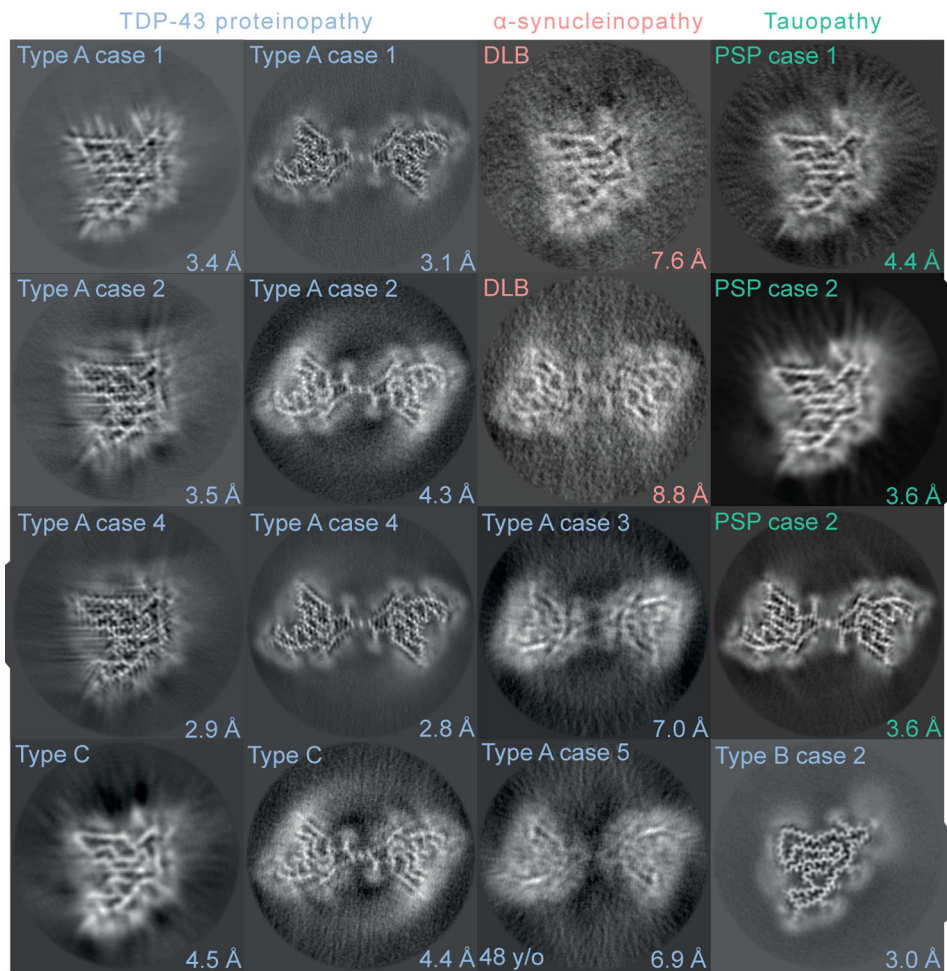 TDP-43 proteinopathy
α-synucleinopathy
Tauopathy
Type A case 1
3.4 Å
Type A case 1
3.1 Å
DLB
7.6 Å
PSP case 1
4.4 Å
Type A case 2
3.5 Å
Type A case 2
4.3 Å
DLB
8.8 Å
PSP case 2
3.6 Å
Type A case 4
2.9 Å
Type A case 4
2.8 Å
Type A case 3
7.0 Å
PSP case 2
3.6 Å
Type C
4.5 Å
Type C
4.4 Å
Type A case 5
48 y/o
6.9 Å
Type B case 2
3.0 Å